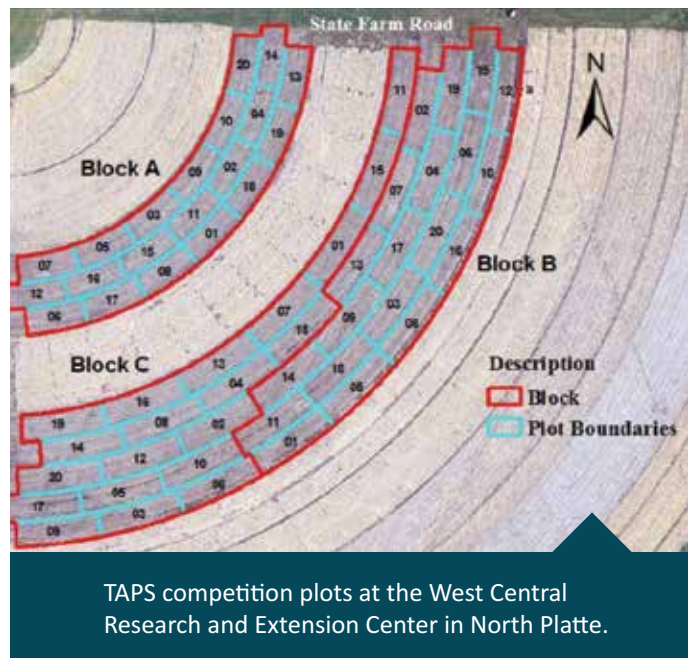 State Farm Road
N
20 14 13
10 04 19
Block A
09 02 18
03 11 01
05 15 08
07 16 17
12
06
11 02 19 15 12
15 07 04 06 10
01 13 17 20 16
Block B
09 03 08
07 18 14 18 05
13 04 11 01
Block C
16 08 02
19 14 12 10 06
20 05 03
17
09
Description
Block
Plot Boundaries
TAPS competition plots at the West Central
Research and Extension Center in North Platte.